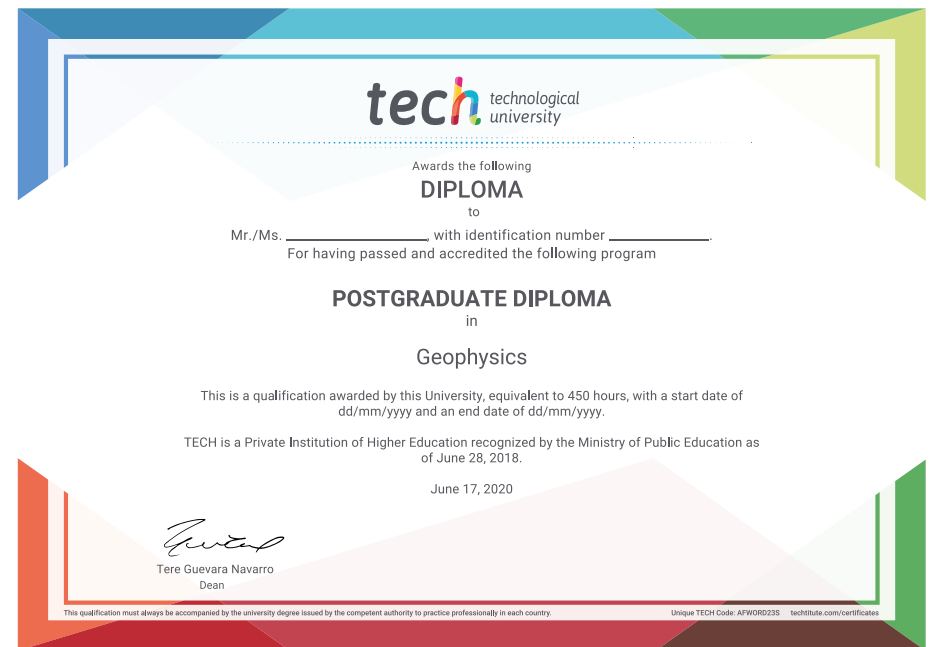 tech technological
university
Awards the following
DIPLOMA
to
Mr./Ms. ____________________, with identification number ______________.
For having passed and accredited the following program
POSTGRADUATE DIPLOMA
in
Geophysics
This is a qualification awarded by this University, equivalent to 450 hours, with a start date of
dd/mm/yyyy and an end date of dd/mm/yyyy.
TECH is a Private Institution of Higher Education recognized by the Ministry of Public Education as
of June 28, 2018.
June 17, 2020
Tere Guevara Navarro
Dean
This qualification must always be accompanied by the university degree issued by the competent authority to practice professionally in each country.
Unique TECH Code: AFWORD23S techtitute.com/certificates